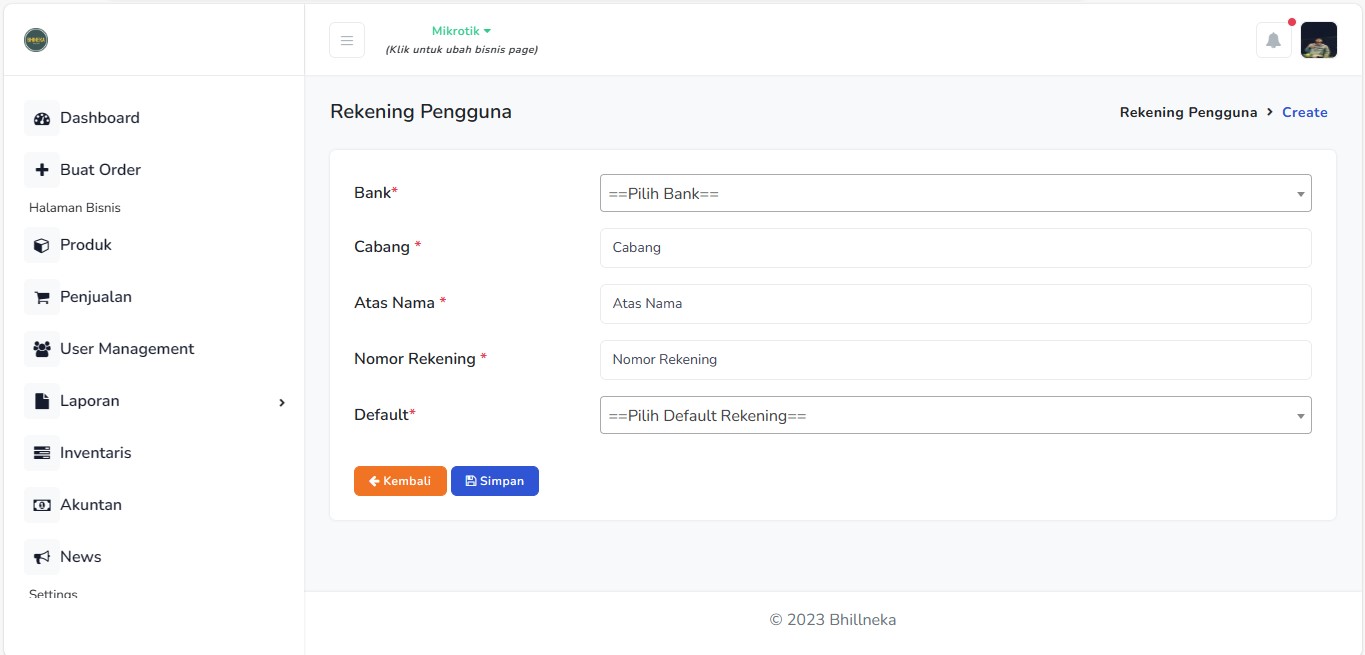 Mikrotik
(Klik untuk ubah bisnis page)
Dashboard
Buat Order
Halaman Bisnis
Produk
Penjualan
User Management
Laporan
Inventaris
Akuntan
News
Settings
Rekening Pengguna
Rekening Pengguna > Create
Bank* ==Pilih Bank==
Cabang * Cabang
Atas Nama * Atas Nama
Nomor Rekening * Nomor Rekening
Default* ==Pilih Default Rekening==
Kembali Simpan
© 2023 Bhillneka